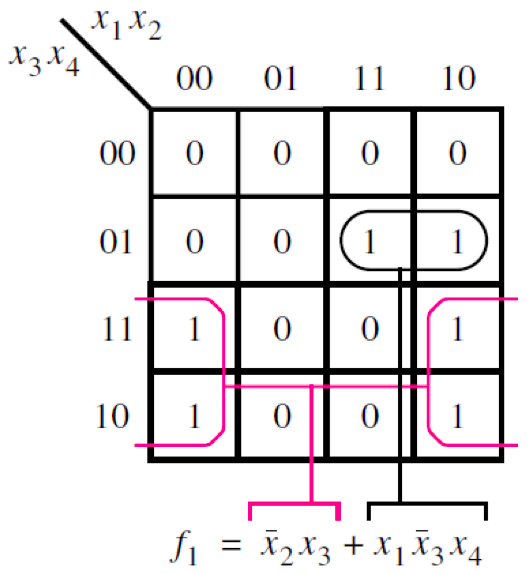 x₁x₂
x₃x₄
00 01 11 10
00 0 0 0 0
01 0 0 1 1
11 1 0 0 1
10 1 0 0 1
f₁ = x̄₂x₃ + x₁x̄₃x₄